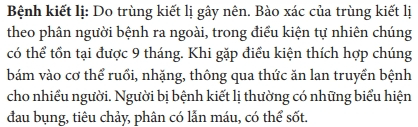 Bệnh kiết lị: Do trùng kiết lị gây nên. Bào xác của trùng kiết lị
theo phân người bệnh ra ngoài, trong điều kiện tự nhiên chúng
có thể tồn tại được 9 tháng. Khi gặp điều kiện thích hợp chúng
bám vào cơ thể ruồi, nhặng, thông qua thức ăn lan truyền bệnh
cho nhiều người. Người bị bệnh kiết lị thường có những biểu hiện
đau bụng, tiêu chảy, phân có lẫn máu, có thể sốt.